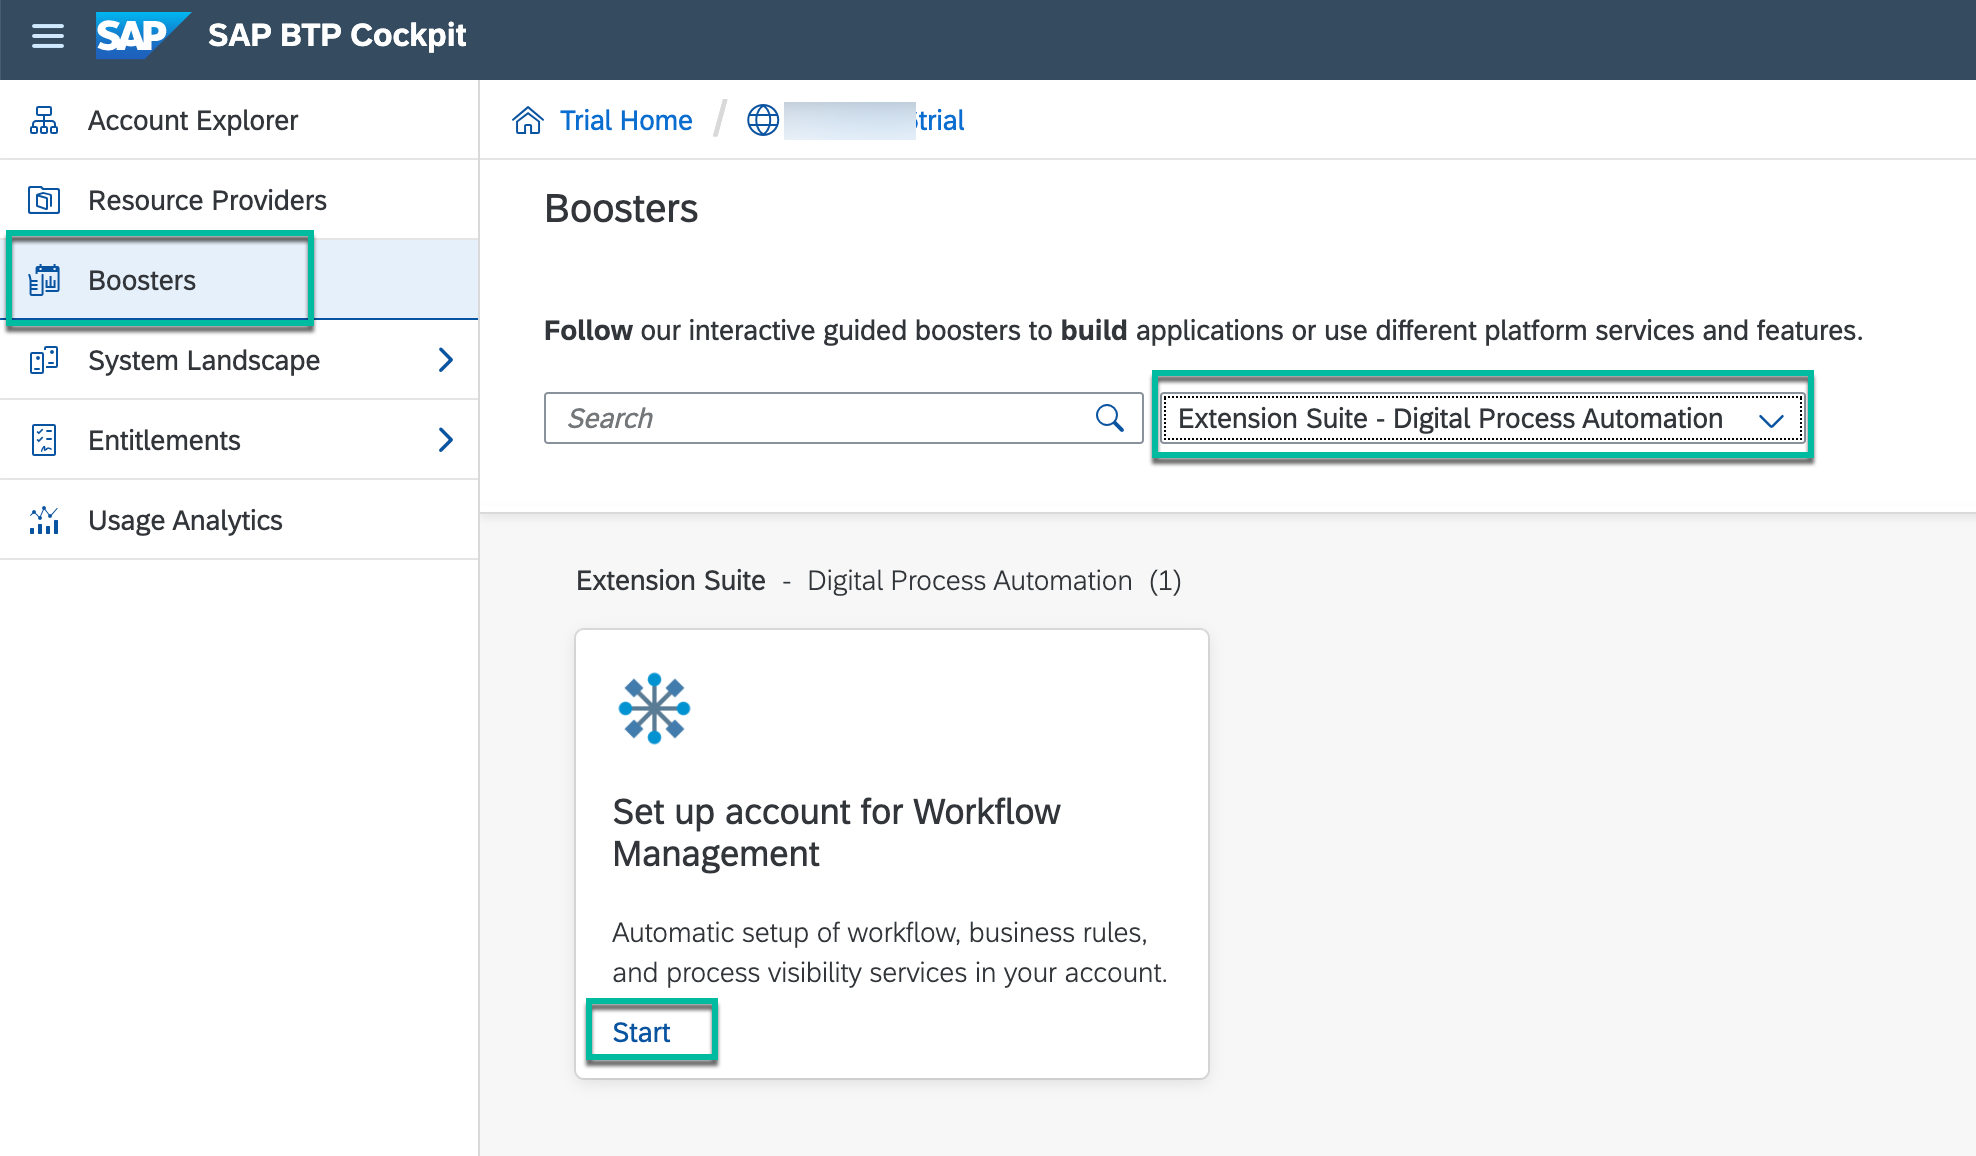 SAP SAP BTP Cockpit
Account Explorer
Resource Providers
Boosters
System Landscape
Entitlements
Usage Analytics
Trial Home / trial
Boosters
Follow our interactive guided boosters to build applications or use different platform services and features.
Search
Extension Suite - Digital Process Automation
Extension Suite - Digital Process Automation (1)
Set up account for Workflow
Management
Automatic setup of workflow, business rules,
and process visibility services in your account.
Start